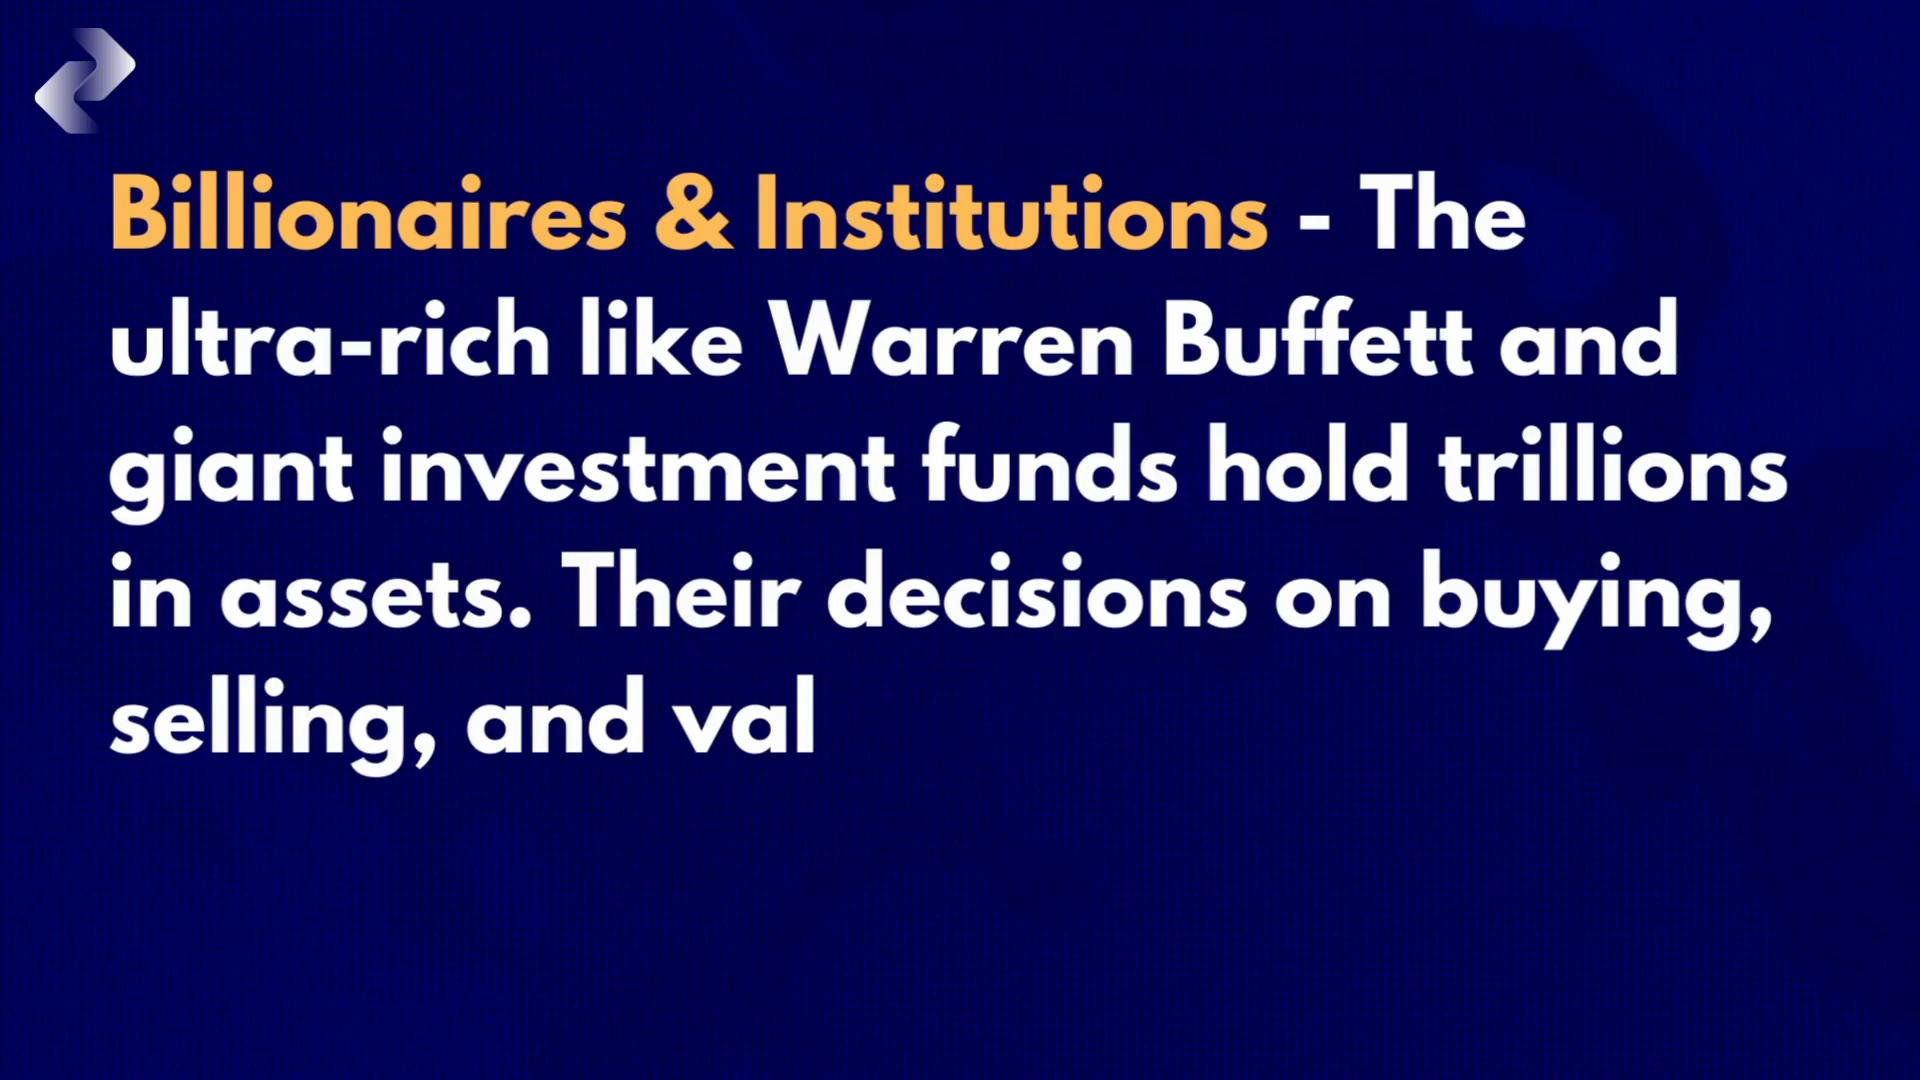 Billionaires & Institutions - The
ultra-rich like Warren Buffett and
giant investment funds hold trillions
in assets. Their decisions on buying,
selling, and val